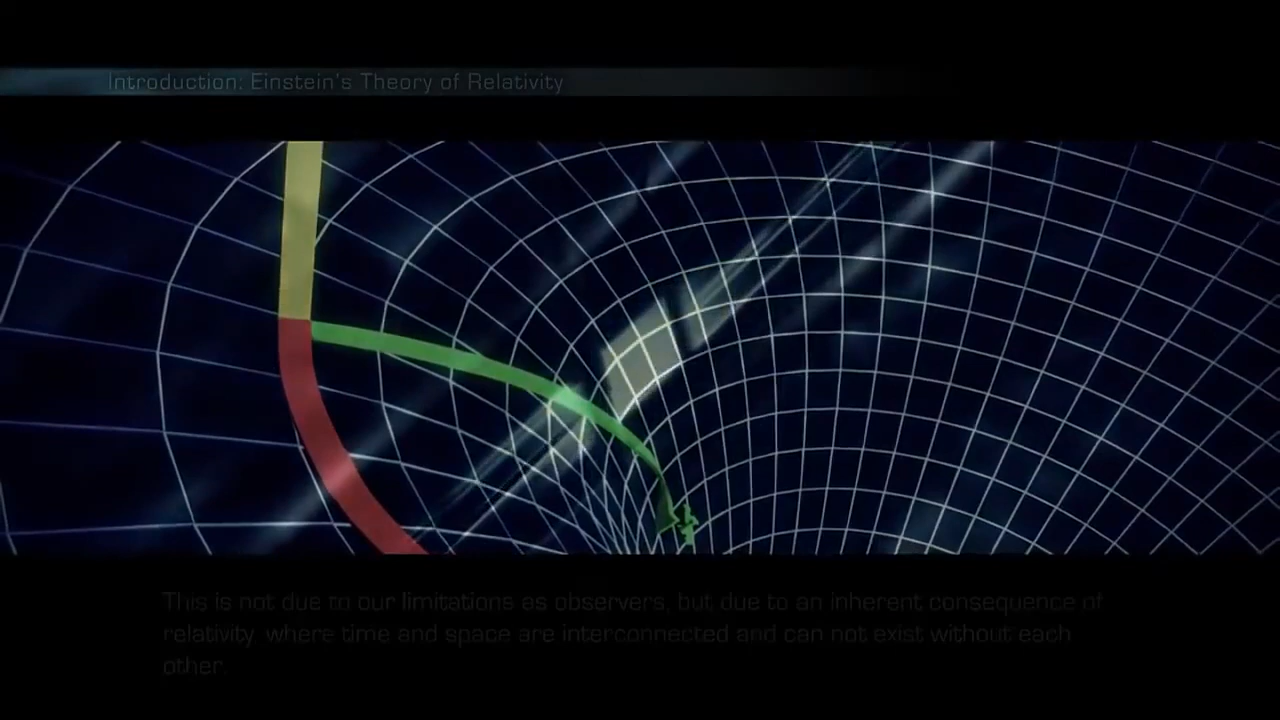 Introduction: Einstein's Theory of Relativity
This is not due to our limitations as observers, but due to an inherent consequence of
relativity, where time and space are interconnected and can not exist without each
other.